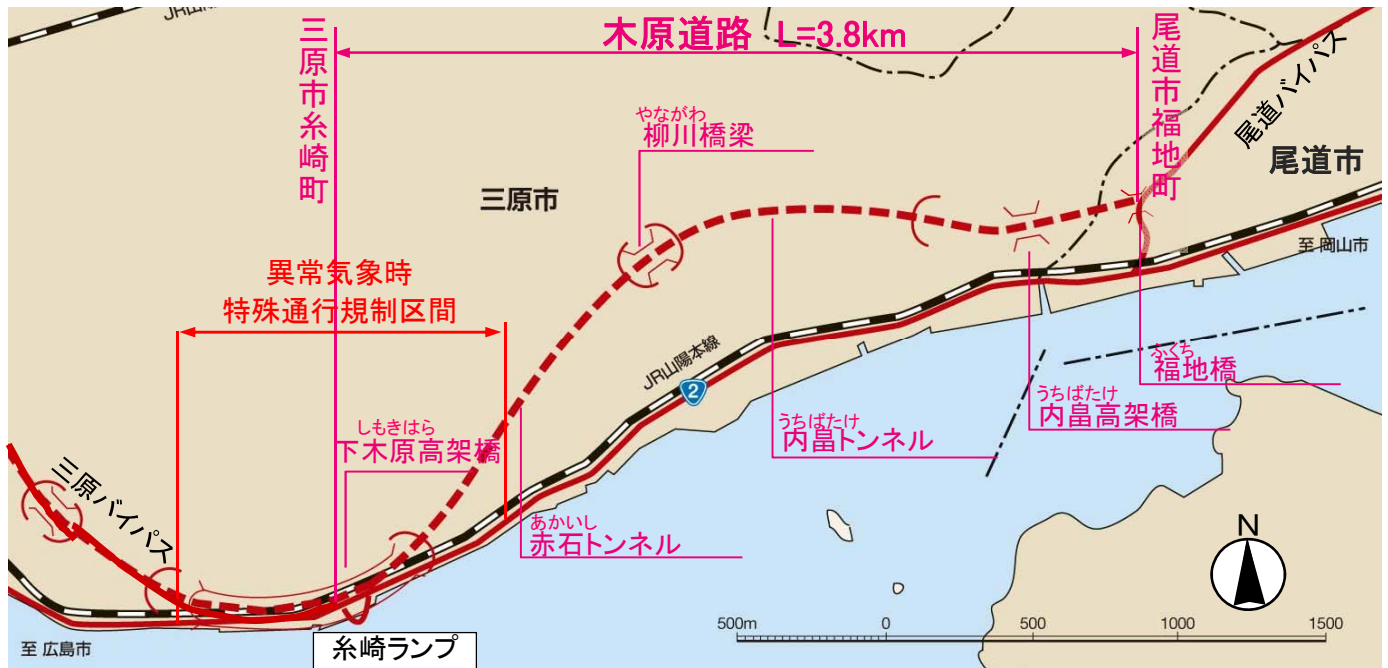 JR山陽
木原道路 L=3.8km
三原市糸崎町
尾道市福地町
尾道バイパス
やながわ
柳川橋梁
尾道市
三原市
至 岡山市
異常気象時
特殊通行規制区間
JR山陽本線
2
ふくち
福地橋
うちばたけ
内畠高架橋
うちばたけ
内畠トンネル
しもきはら
下木原高架橋
三原バイパス
あかいし
赤石トンネル
N
500m 0 500 1000 1500
至 広島市
糸崎ランプ